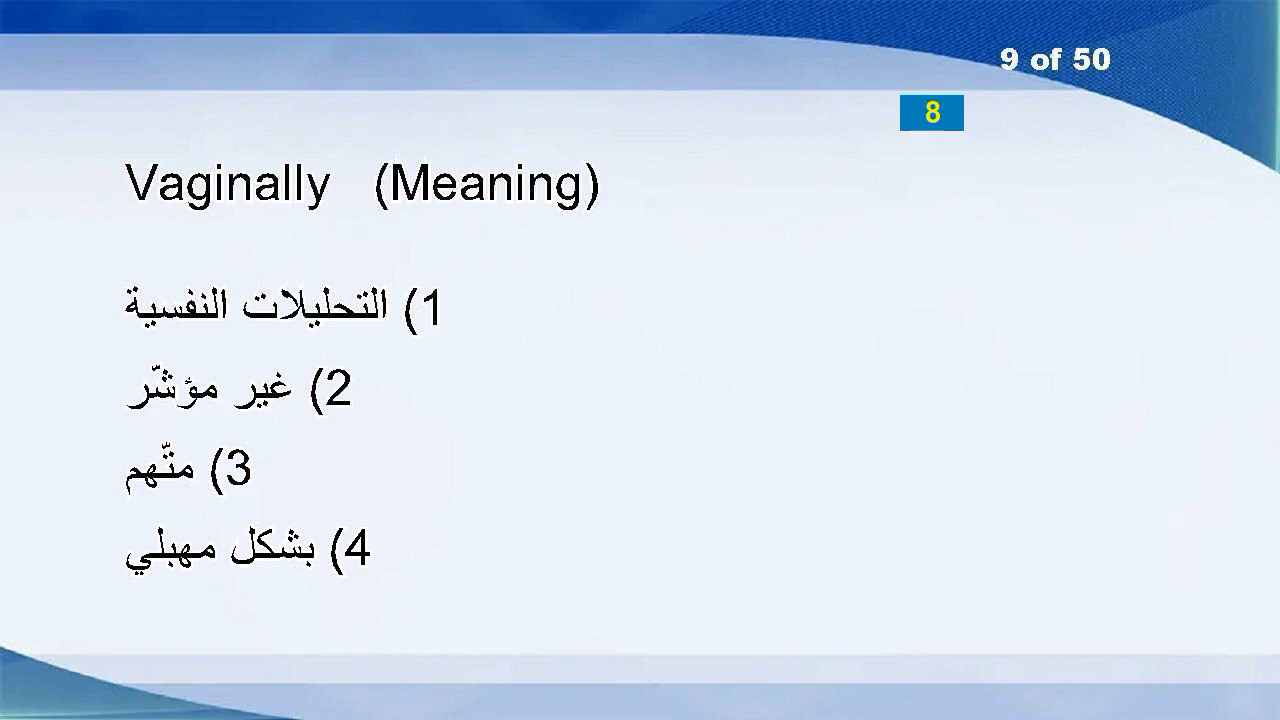 9 of 50
8
Vaginally (Meaning)
1) التحليلات النفسية
2) غير مؤشّر
3) متّهم
4) بشكل مهبلي